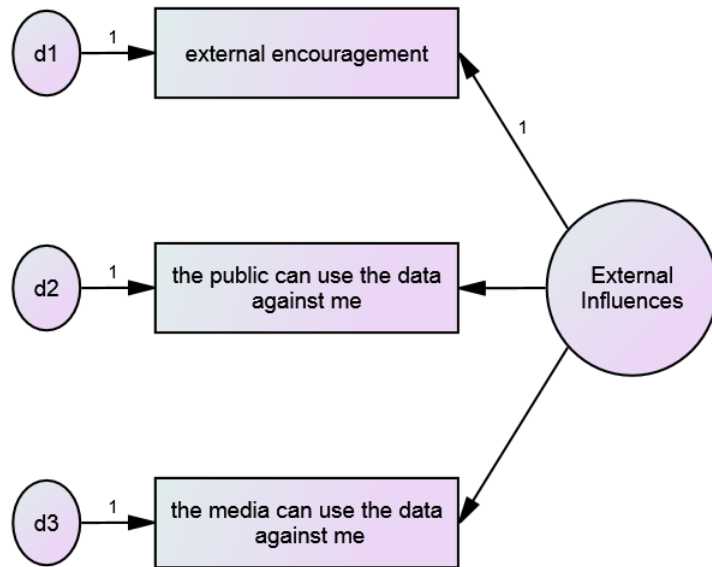 d1
1
external encouragement
1
d2
1
the public can use the data
against me
External
Influences
d3
1
the media can use the data
against me